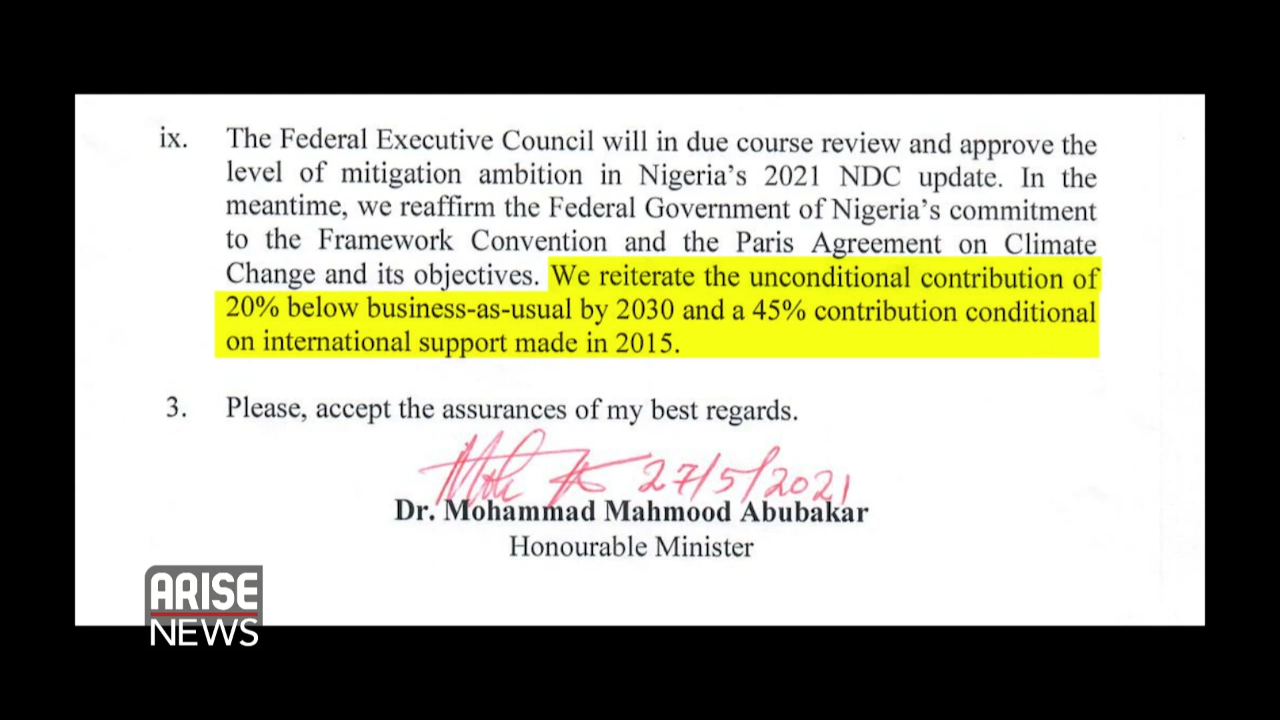 ix. The Federal Executive Council will in due course review and approve the
level of mitigation ambition in Nigeria's 2021 NDC update. In the
meantime, we reaffirm the Federal Government of Nigeria's commitment
to the Framework Convention and the Paris Agreement on Climate
Change and its objectives. We reiterate the unconditional contribution of
20% below business-as-usual by 2030 and a 45% contribution conditional
on international support made in 2015.
3. Please, accept the assurances of my best regards.
27/5/2021
Dr. Mohammad Mahmood Abubakar
Honourable Minister
ARISE
NEWS